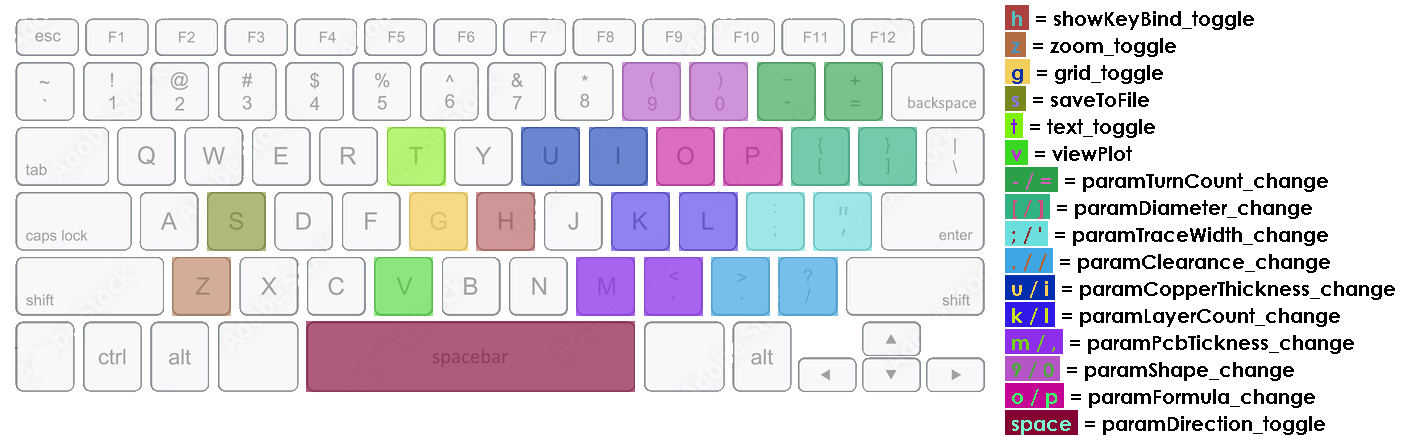 esc F1 F2 F3 F4 F5 F6 F7 F8 F9 F10 F11 F12
~ ! @ # $ % ^ & * ( ) _ +
` 1 2 3 4 5 6 7 8 9 0 - = backspace
tab Q W E R T Y U I O P { [ } ] | \
caps lock A S D F G H J K L : ; " , enter
shift Z X C V B N M < , > . ? / shift
ctrl alt spacebar alt
h = showKeyBind_toggle
z = zoom_toggle
g = grid_toggle
s = saveToFile
t = text_toggle
v = viewPlot
- / = = paramTurnCount_change
[ / ] = paramDiameter_change
; / ' = paramTraceWidth_change
. / / = paramClearance_change
u / i = paramCopperThickness_change
k / l = paramLayerCount_change
m / , = paramPcbTickness_change
9 / 0 = paramShape_change
o / p = paramFormula_change
space = paramDirection_toggle